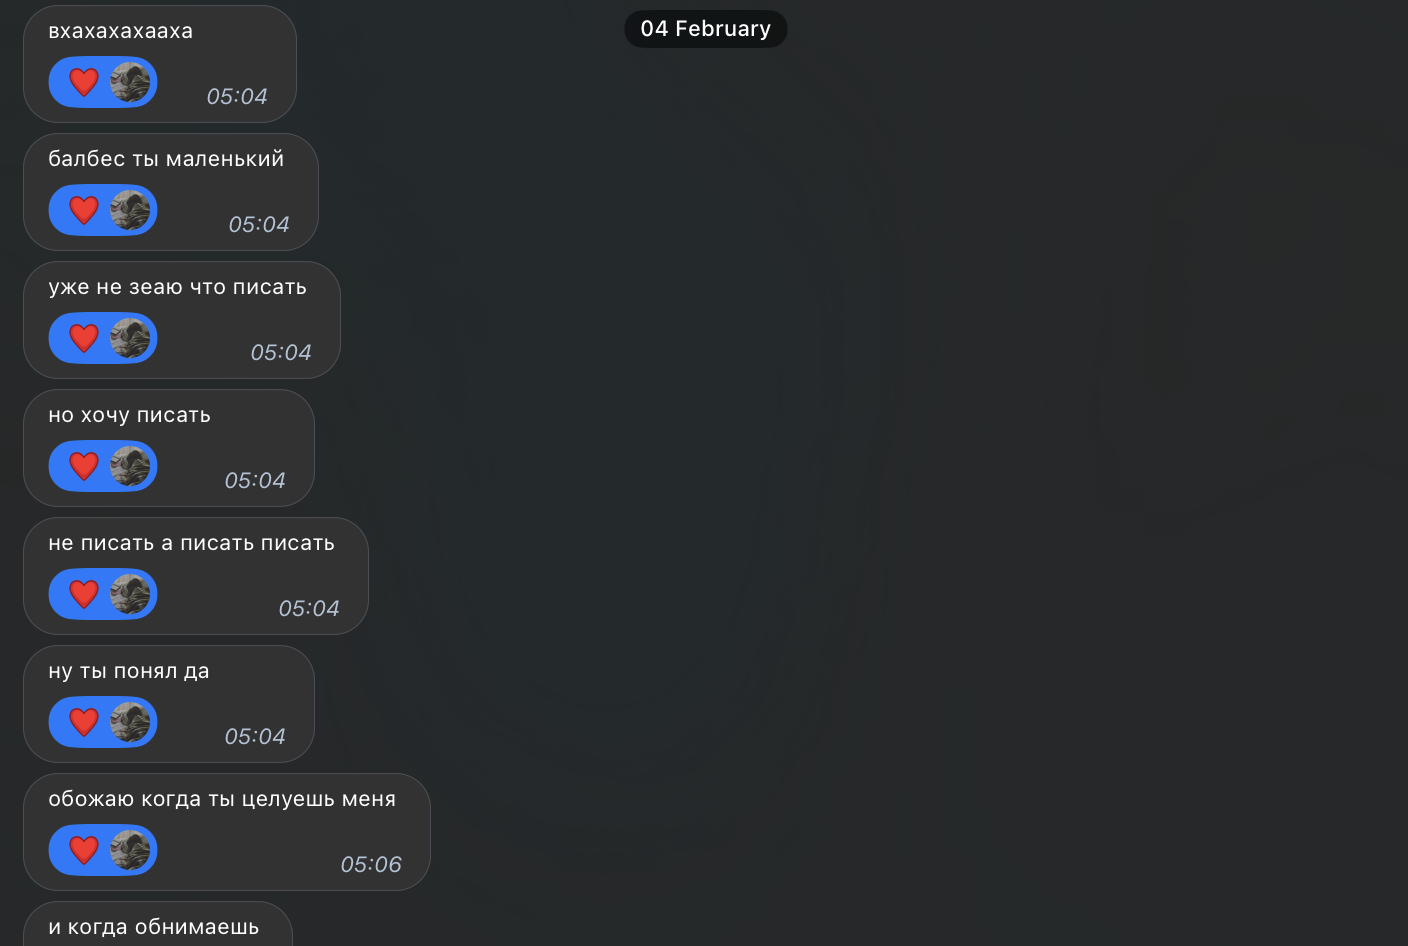 04 February
вхахахахааха
05:04
балбес ты маленький
05:04
уже не зеаю что писать
05:04
но хочу писать
05:04
не писать а писать писать
05:04
ну ты понял да
05:04
обожаю когда ты целуешь меня
05:06
и когда обнимаешь